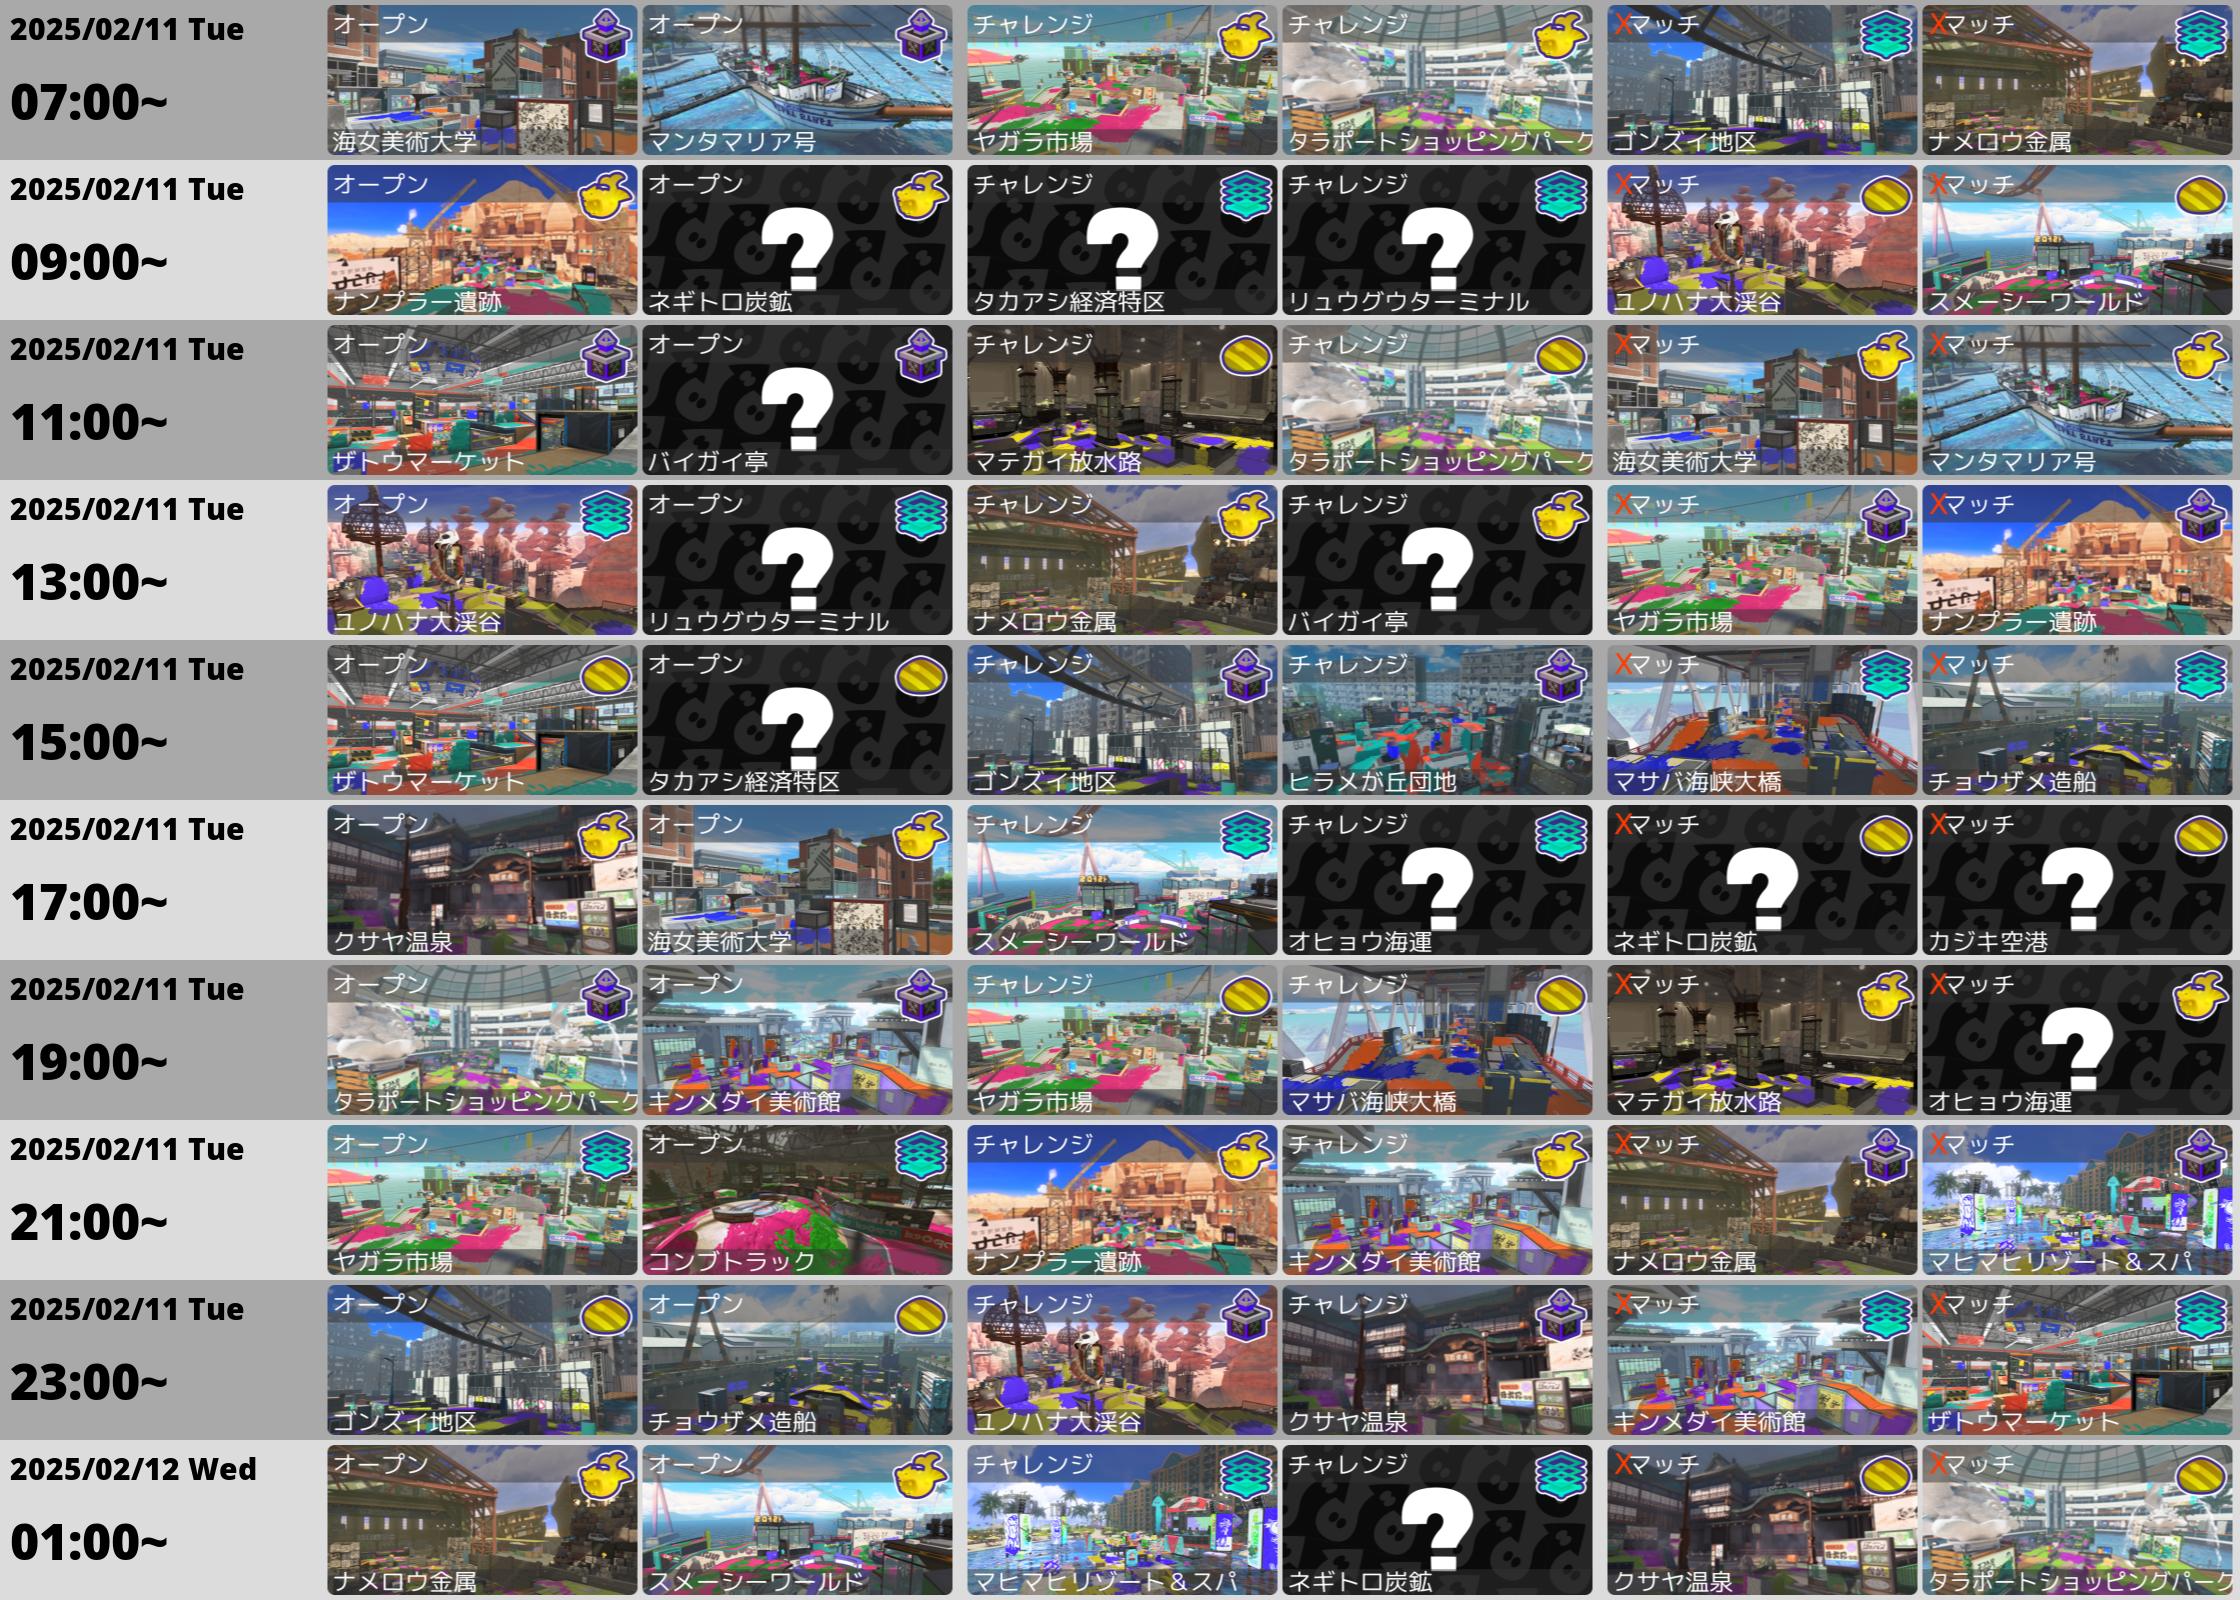 2025/02/11 Tue
07:00~
オープン
海女美術大学
オープン
マンタマリア号
チャレンジ
ヤガラ市場
チャレンジ
タラポートショッピングパーク
Xマッチ
ゴンズイ地区
Xマッチ
ナメロウ金属
2025/02/11 Tue
09:00~
オープン
ナンプラー遺跡
オープン
?
ネギトロ炭鉱
チャレンジ
?
タカアシ経済特区
チャレンジ
?
リュウグウターミナル
Xマッチ
ユノハナ大渓谷
Xマッチ
スメーシーワールド
2025/02/11 Tue
11:00~
オープン
ザトウマーケット
オープン
?
バイガイ亭
チャレンジ
マテガイ放水路
チャレンジ
タラポートショッピングパーク
Xマッチ
海女美術大学
Xマッチ
マンタマリア号
2025/02/11 Tue
13:00~
オープン
ユノハナ大渓谷
オープン
?
リュウグウターミナル
チャレンジ
ナメロウ金属
チャレンジ
?
バイガイ亭
Xマッチ
ヤガラ市場
Xマッチ
ナンプラー遺跡
2025/02/11 Tue
15:00~
オープン
ザトウマーケット
オープン
?
タカアシ経済特区
チャレンジ
ゴンズイ地区
チャレンジ
ヒラメが丘団地
Xマッチ
マサバ海峡大橋
Xマッチ
チョウザメ造船
2025/02/11 Tue
17:00~
オープン
クサヤ温泉
オープン
海女美術大学
チャレンジ
スメーシーワールド
チャレンジ
?
オヒョウ海運
Xマッチ
?
ネギトロ炭鉱
Xマッチ
?
カジキ空港
2025/02/11 Tue
19:00~
オープン
タラポートショッピングパーク
オープン
キンメダイ美術館
チャレンジ
ヤガラ市場
チャレンジ
マサバ海峡大橋
Xマッチ
マテガイ放水路
Xマッチ
?
オヒョウ海運
2025/02/11 Tue
21:00~
オープン
ヤガラ市場
オープン
コンブトラック
チャレンジ
ナンプラー遺跡
チャレンジ
キンメダイ美術館
Xマッチ
ナメロウ金属
Xマッチ
マヒマヒリゾート＆スパ
2025/02/11 Tue
23:00~
オープン
ゴンズイ地区
オープン
チョウザメ造船
チャレンジ
ユノハナ大渓谷
チャレンジ
クサヤ温泉
Xマッチ
キンメダイ美術館
Xマッチ
ザトウマーケット
2025/02/12 Wed
01:00~
オープン
ナメロウ金属
オープン
スメーシーワールド
チャレンジ
マヒマヒリゾート＆スパ
チャレンジ
?
ネギトロ炭鉱
Xマッチ
クサヤ温泉
Xマッチ
タラポートショッピングパーク